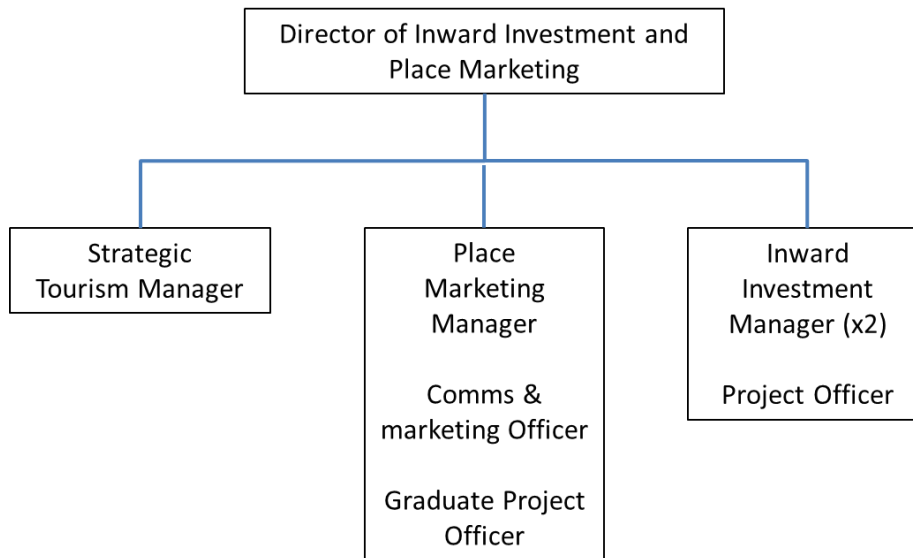 Director of Inward Investment and
Place Marketing
Strategic
Tourism Manager
Place
Marketing
Manager
Comms &
marketing Officer
Graduate Project
Officer
Inward
Investment
Manager (x2)
Project Officer